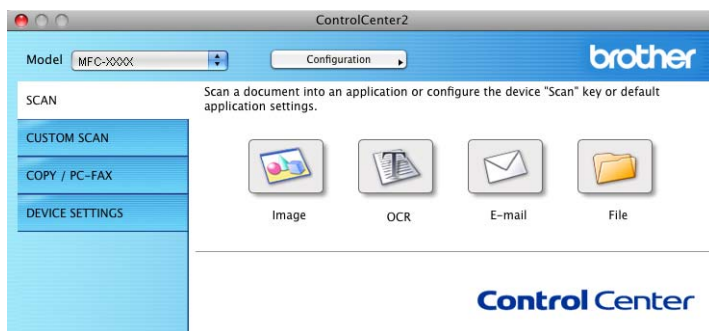 ControlCenter2
Model MFC-XXXX Configuration brother
SCAN
CUSTOM SCAN
COPY / PC-FAX
DEVICE SETTINGS
Scan a document into an application or configure the device "Scan" key or default
application settings.
Image OCR E-mail File
Control Center